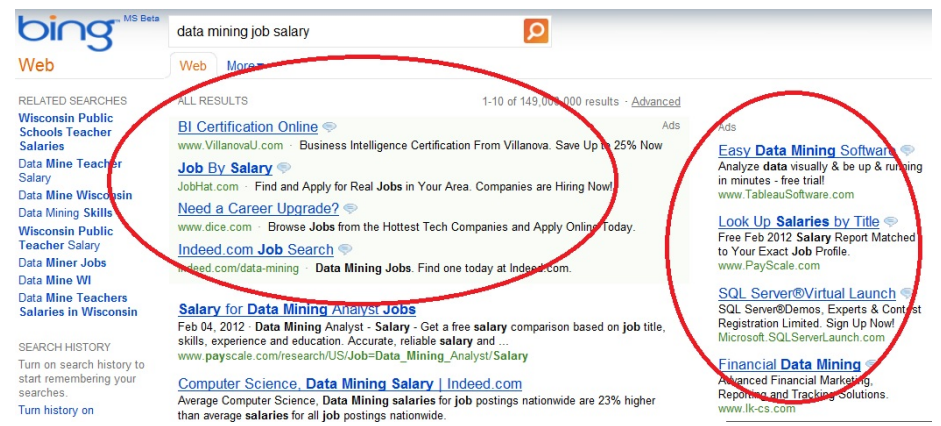 bing MS Beta
data mining job salary
Web
Web More
RELATED SEARCHES
Wisconsin Public
Schools Teacher
Salaries
Data Mine Teacher
Salary
Data Mine Wisconsin
Data Mining Skills
Wisconsin Public
Teacher Salary
Data Miner Jobs
Data Mine WI
Data Mine Teachers
Salaries in Wisconsin
SEARCH HISTORY
Turn on search history to
start remembering your
searches.
Turn history on
ALL RESULTS
1-10 of 149,000,000 results · Advanced
Ads
BI Certification Online
www.VillanovaU.com · Business Intelligence Certification From Villanova. Save Up to 25% Now
Job By Salary
JobHat.com · Find and Apply for Real Jobs in Your Area. Companies are Hiring Now!
Need a Career Upgrade?
www.dice.com · Browse Jobs from the Hottest Tech Companies and Apply Online Today.
Indeed.com Job Search
indeed.com/data-mining · Data Mining Jobs. Find one today at Indeed.com.
Salary for Data Mining Analyst Jobs
Feb 04, 2012 · Data Mining Analyst - Salary - Get a free salary comparison based on job title,
skills, experience and education. Accurate, reliable salary and ...
www.payscale.com/research/US/Job=Data_Mining_Analyst/Salary
Computer Science, Data Mining Salary | Indeed.com
Average Computer Science, Data Mining salaries for job postings nationwide are 23% higher
than average salaries for all job postings nationwide.
Ads
Easy Data Mining Software
Analyze data visually & be up & running
in minutes - free trial!
www.TableauSoftware.com
Look Up Salaries by Title
Free Feb 2012 Salary Report Matched
to Your Exact Job Profile.
www.PayScale.com
SQL Server®Virtual Launch
SQL Server®Demos, Experts & Contest
Registration Limited. Sign Up Now!
Microsoft.SQLServerLaunch.com
Financial Data Mining
Advanced Financial Marketing,
Reporting and Tracking Solutions.
www.lk-cs.com